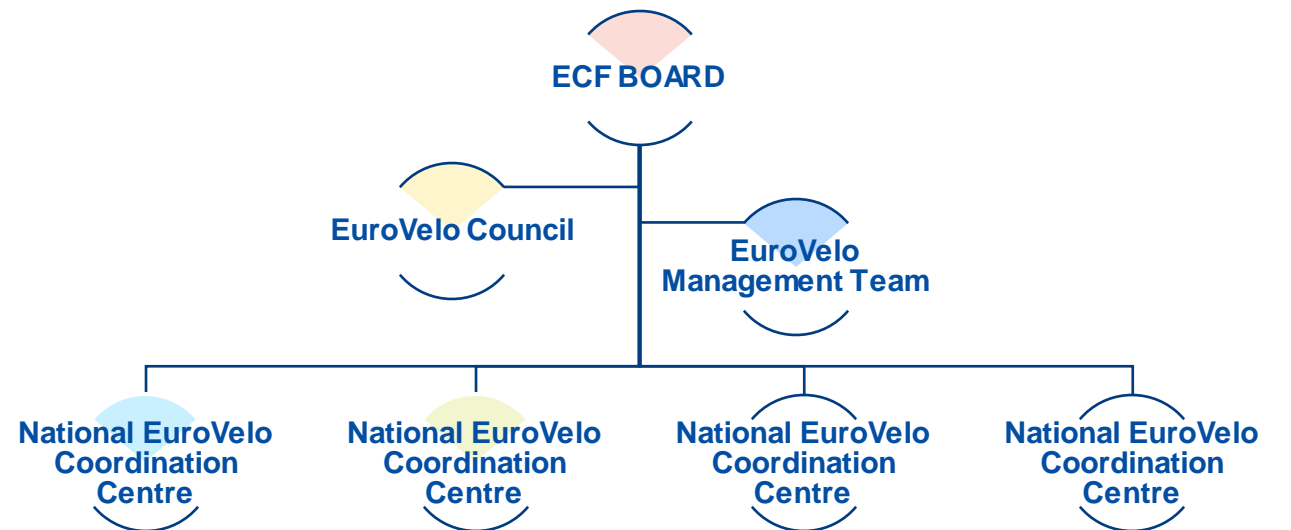 ECF BOARD
EuroVelo Council
EuroVelo
Management Team
National EuroVelo
Coordination
Centre
National EuroVelo
Coordination
Centre
National EuroVelo
Coordination
Centre
National EuroVelo
Coordination
Centre